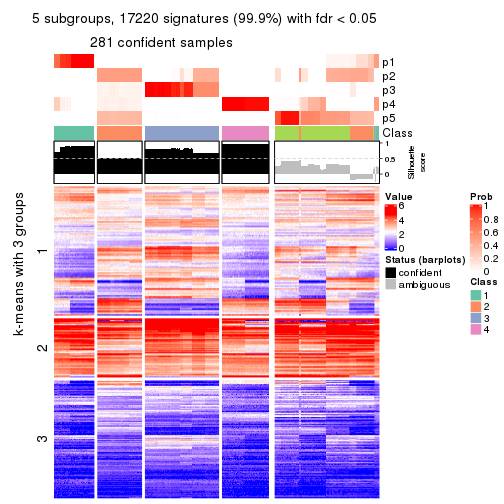 5 subgroups, 17220 signatures (99.9%) with fdr < 0.05
281 confident samples
p1
p2
p3
p4
p5
Class
1
0.5
0
Silhouette
score
k-means with 3 groups
1
2
3
Value
6
4
2
0
Status (barplots)
confident
ambiguous
Prob
1
0.8
0.6
0.4
0.2
0
Class
1
2
3
4